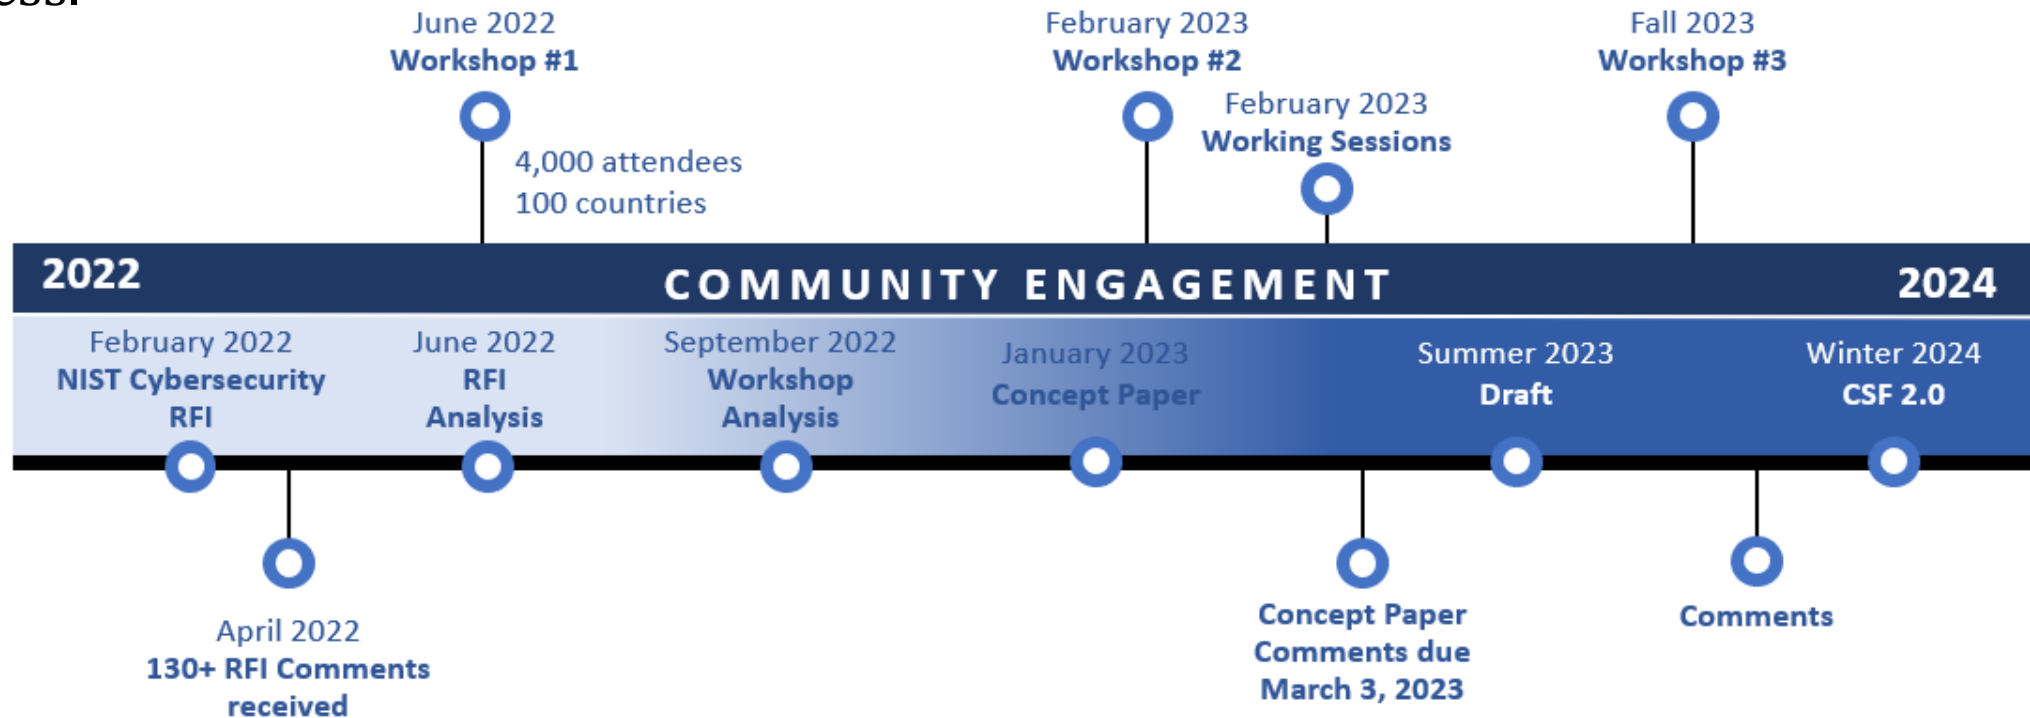 June 2022
Workshop #1
4,000 attendees
100 countries
February 2023
Workshop #2
February 2023
Working Sessions
Fall 2023
Workshop #3
2022
COMMUNITY ENGAGEMENT
2024
February 2022
NIST Cybersecurity
RFI
June 2022
RFI
Analysis
September 2022
Workshop
Analysis
January 2023
Concept Paper
Summer 2023
Draft
Winter 2024
CSF 2.0
April 2022
130+ RFI Comments
received
Concept Paper
Comments due
March 3, 2023
Comments